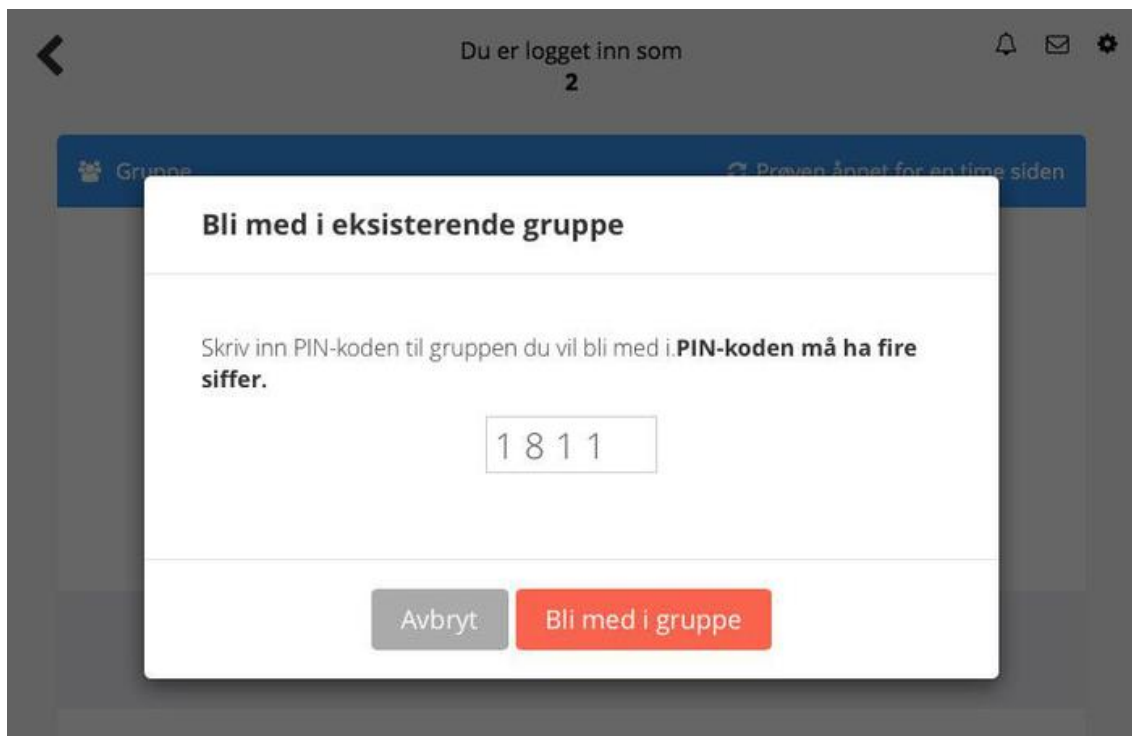 Du er logget inn som
2
Gruppe
Prøven åpnet for en time siden
Bli med i eksisterende gruppe
Skriv inn PIN-koden til gruppen du vil bli med i.PIN-koden må ha fire
siffer.
1811
Avbryt
Bli med i gruppe